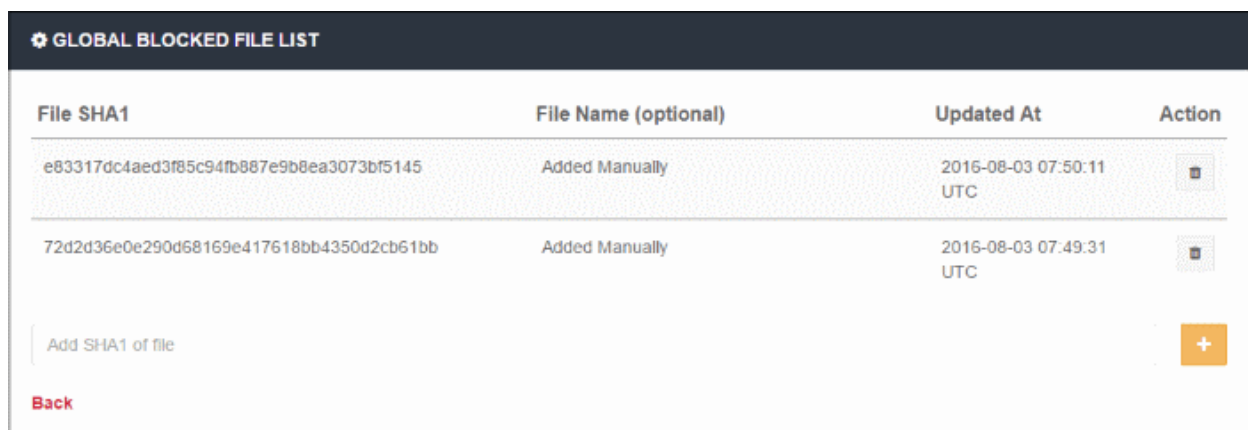 GLOBAL BLOCKED FILE LIST
File SHA1 File Name (optional) Updated At Action
e83317dc4aed3f85c94fb887e9b8ea3073bf5145 Added Manually 2016-08-03 07:50:11
UTC
72d2d36e0e290d68169e417618bb4350d2cb61bb Added Manually 2016-08-03 07:49:31
UTC
Add SHA1 of file
Back